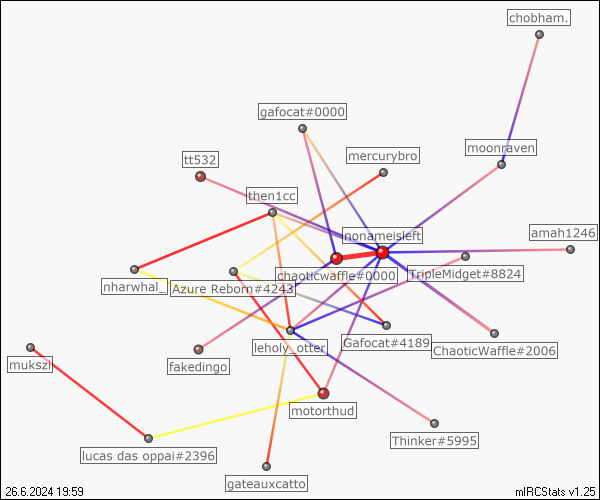 chobham.
gafocat#0000
moonraven
mercurybro
tt532
then1cc
nonameisleft
amah1246
chaoticwaffle#0000
TripleMidget#8824
nharwhal_
Azure Reborn#4243
leholy_otter
Gafocat#4189
ChaoticWaffle#2006
fakedingo
mukszi
motorthud
Thinker#5995
lucas das oppai#2396
gateauxcatto
26.6.2024 19:59
mIRCStats v1.25